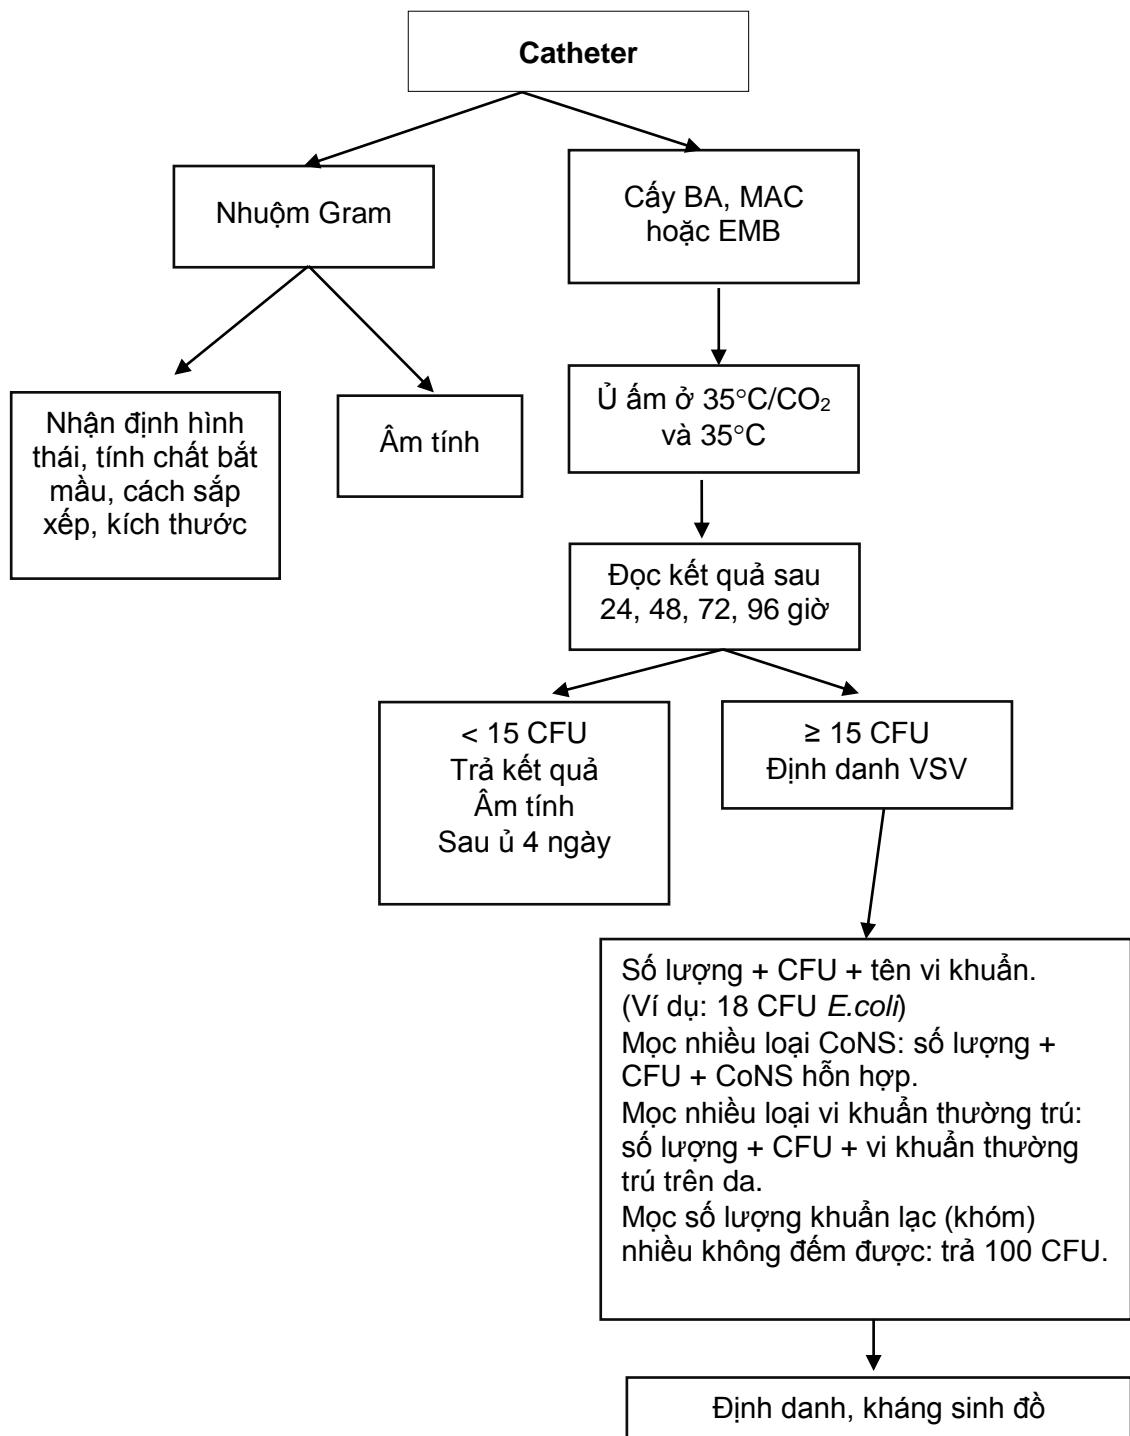 Catheter
Nhuộm Gram
Cấy BA, MAC
hoặc EMB
Nhận định hình
thái, tính chất bắt
mầu, cách sắp
xếp, kích thước
Âm tính
Ủ ấm ở 35°C/CO₂
và 35°C
Đọc kết quả sau
24, 48, 72, 96 giờ
< 15 CFU
Trả kết quả
Âm tính
Sau ủ 4 ngày
≥ 15 CFU
Định danh VSV
Số lượng + CFU + tên vi khuẩn.
(Ví dụ: 18 CFU E.coli)
Mọc nhiều loại CoNS: số lượng +
CFU + CoNS hỗn hợp.
Mọc nhiều loại vi khuẩn thường trú:
số lượng + CFU + vi khuẩn thường
trú trên da.
Mọc số lượng khuẩn lạc (khóm)
nhiều không đếm được: trả 100 CFU.
Định danh, kháng sinh đồ